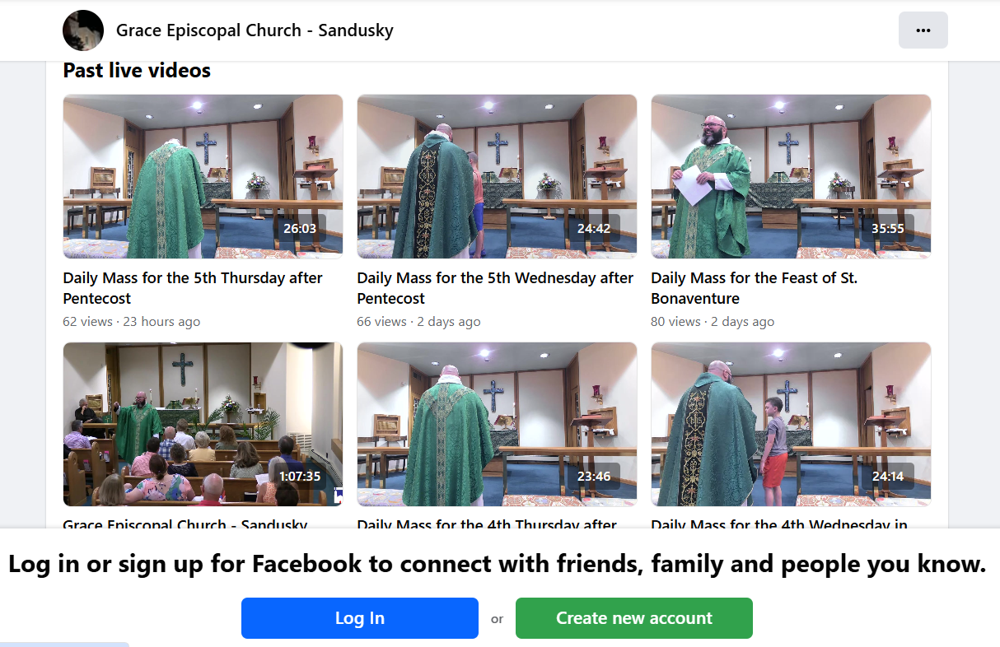 Grace Episcopal Church - Sandusky
Past live videos
26:03
24:42
35:55
Daily Mass for the 5th Thursday after
Pentecost
62 views · 23 hours ago
Daily Mass for the 5th Wednesday after
Pentecost
66 views · 2 days ago
Daily Mass for the Feast of St.
Bonaventure
80 views · 2 days ago
1:07:35
23:46
24:14
Grace Episcopal Church - Sandusky
Daily Mass for the 4th Thursday after
Daily Mass for the 4th Wednesday in
Log in or sign up for Facebook to connect with friends, family and people you know.
Log In
or
Create new account